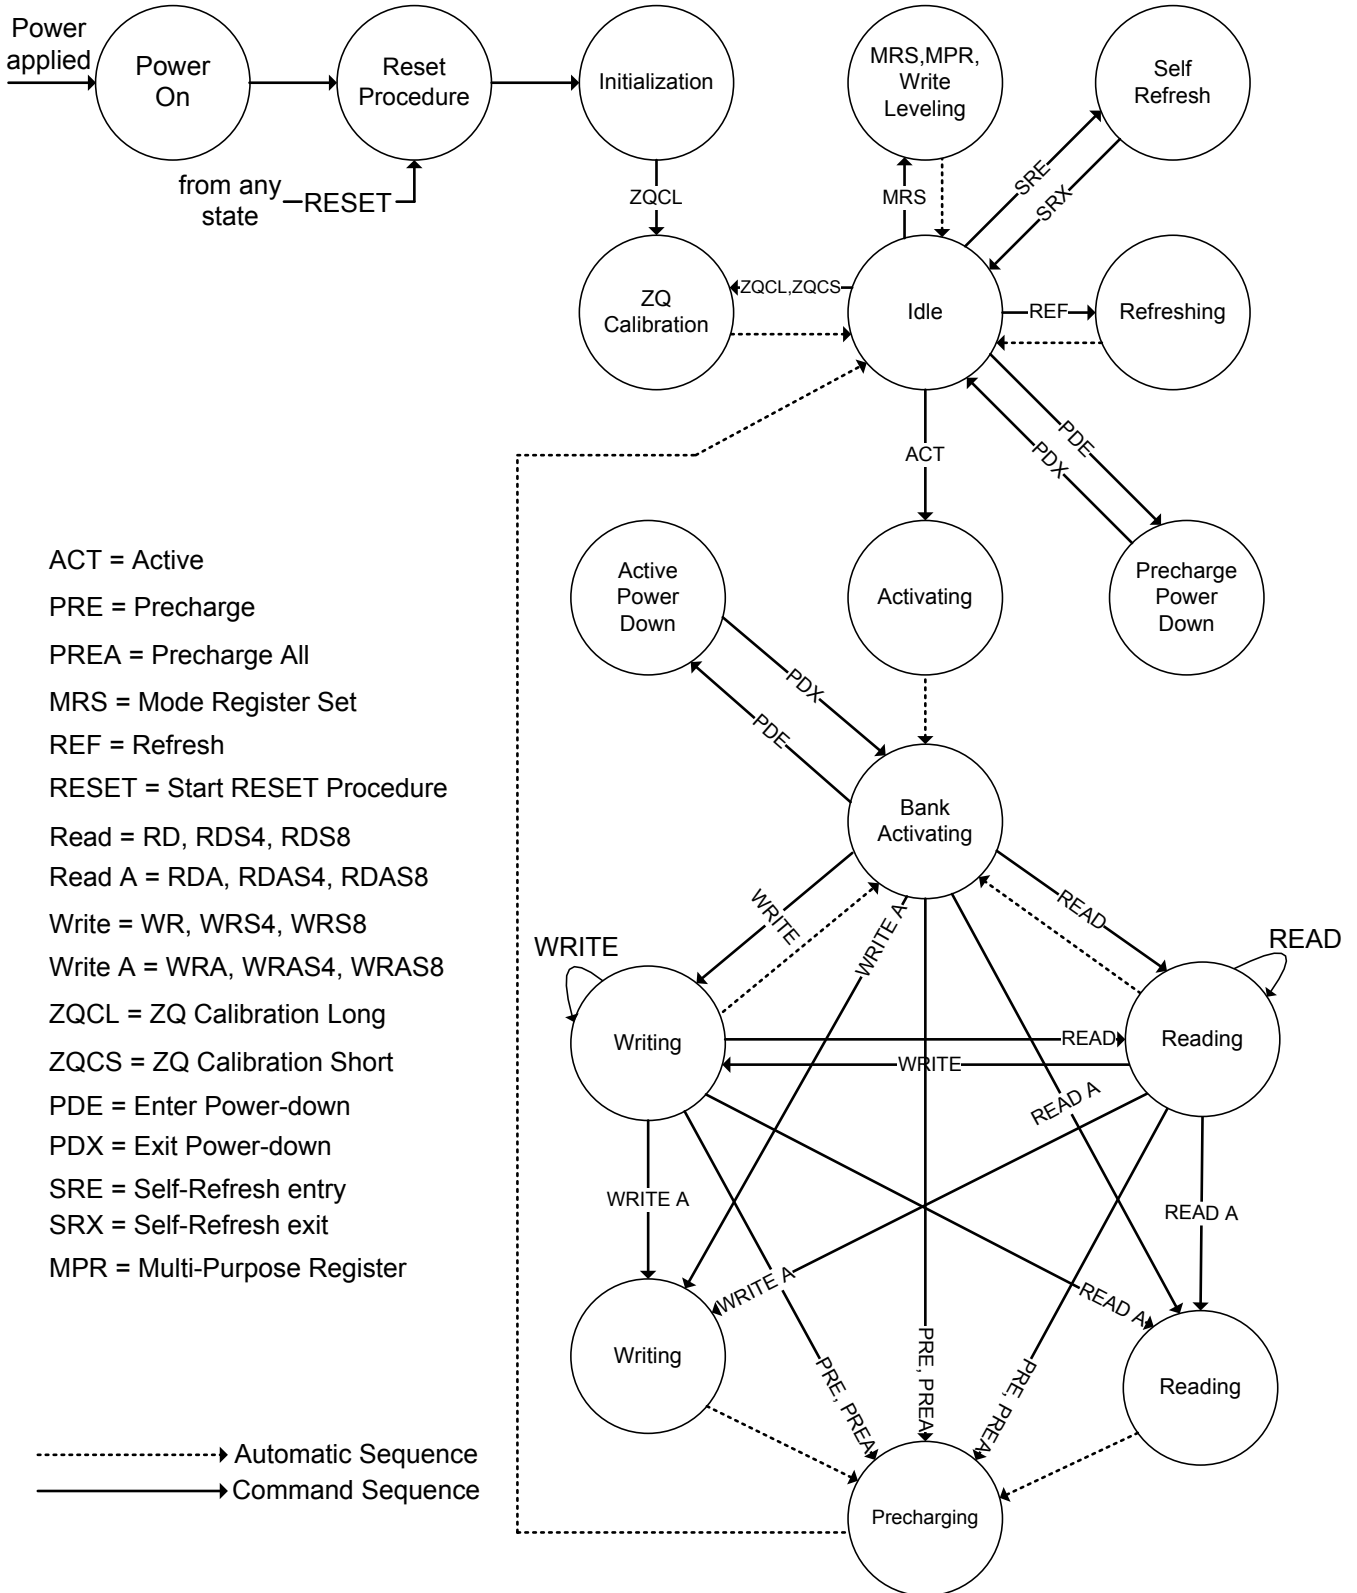 Power
applied
Power
On
Reset
Procedure
Initialization
MRS,MPR,
Write
Leveling
Self
Refresh
from any
state
RESET
ZQCL
MRS
SRE
SRX
ZQ
Calibration
ZQCL,ZQCS
Idle
REF
Refreshing
ACT
PDE
PDX
Active
Power
Down
Activating
Precharge
Power
Down
PDX
PDE
Bank
Activating
ACT = Active
PRE = Precharge
PREA = Precharge All
MRS = Mode Register Set
REF = Refresh
RESET = Start RESET Procedure
Read = RD, RDS4, RDS8
Read A = RDA, RDAS4, RDAS8
Write = WR, WRS4, WRS8
Write A = WRA, WRAS4, WRAS8
ZQCL = ZQ Calibration Long
ZQCS = ZQ Calibration Short
PDE = Enter Power-down
PDX = Exit Power-down
SRE = Self-Refresh entry
SRX = Self-Refresh exit
MPR = Multi-Purpose Register
WRITE
WRITE
WRITE A
READ
READ
Writing
READ
WRITE
Reading
READ A
WRITE A
READ A
WRITE A
READ A
Writing
PRE, PREA
PRE, PREA
PRE, PREA
Reading
Precharging
Automatic Sequence
Command Sequence